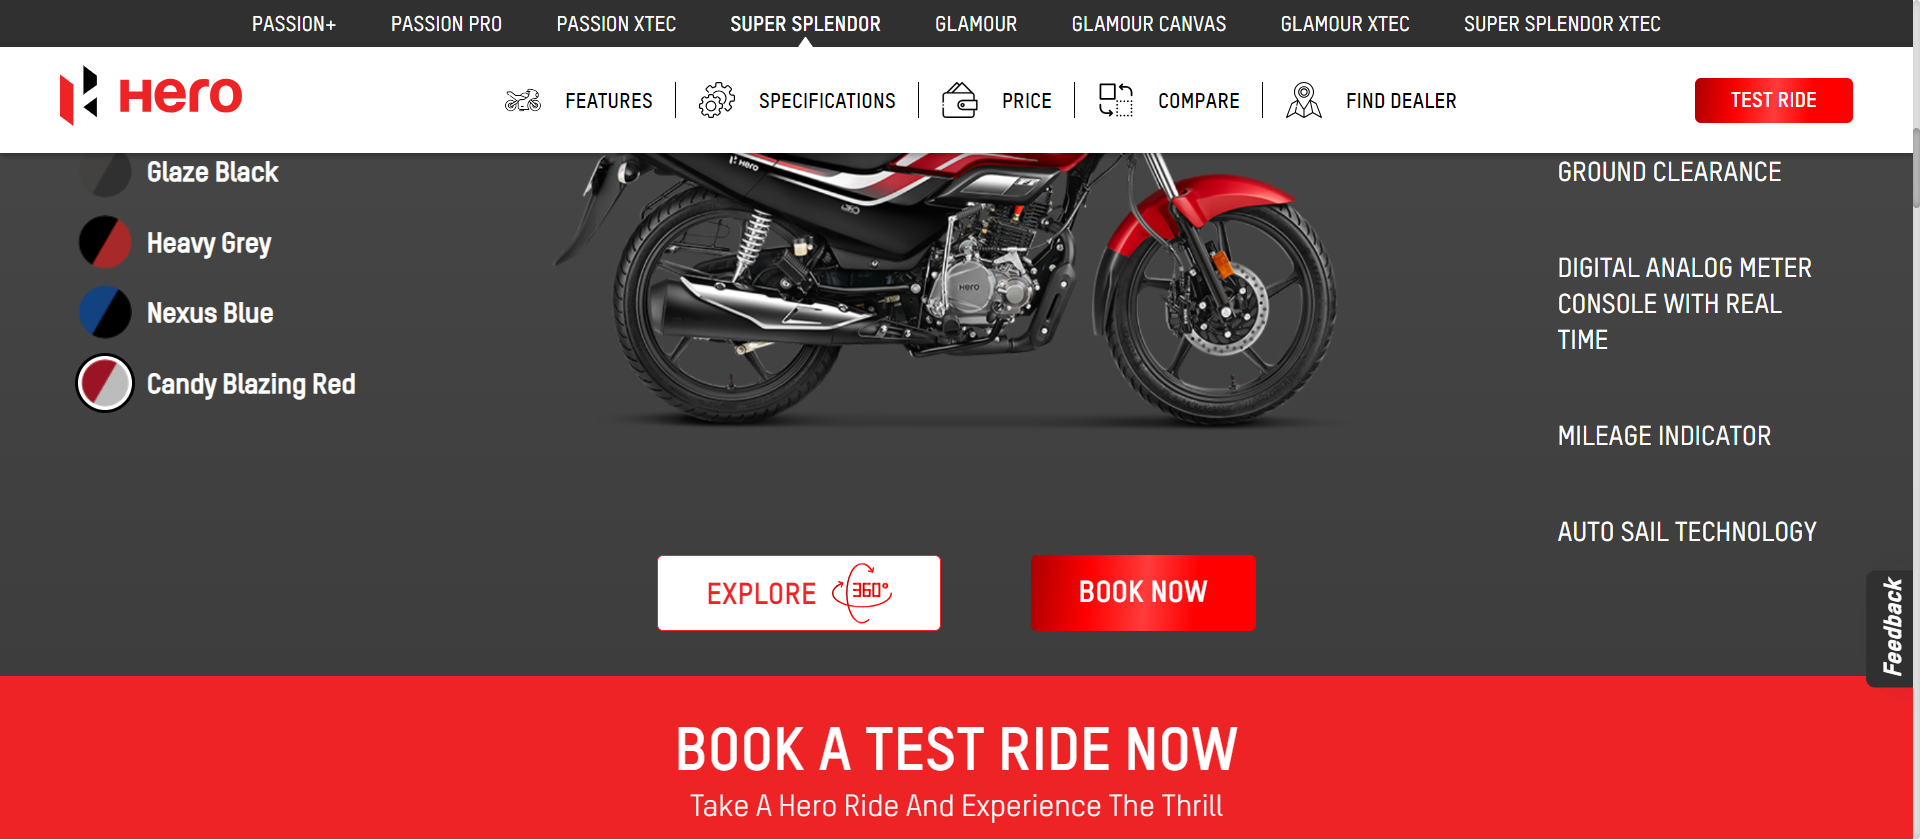 PASSION+ PASSION PRO PASSION XTEC SUPER SPLENDOR GLAMOUR GLAMOUR CANVAS GLAMOUR XTEC SUPER SPLENDOR XTEC
Hero FEATURES SPECIFICATIONS PRICE COMPARE FIND DEALER TEST RIDE
Glaze Black
Heavy Grey
Nexus Blue
Candy Blazing Red
Hero
Hero
GROUND CLEARANCE
DIGITAL ANALOG METER
CONSOLE WITH REAL
TIME
MILEAGE INDICATOR
AUTO SAIL TECHNOLOGY
EXPLORE 360°
BOOK NOW
Feedback
BOOK A TEST RIDE NOW
Take A Hero Ride And Experience The Thrill